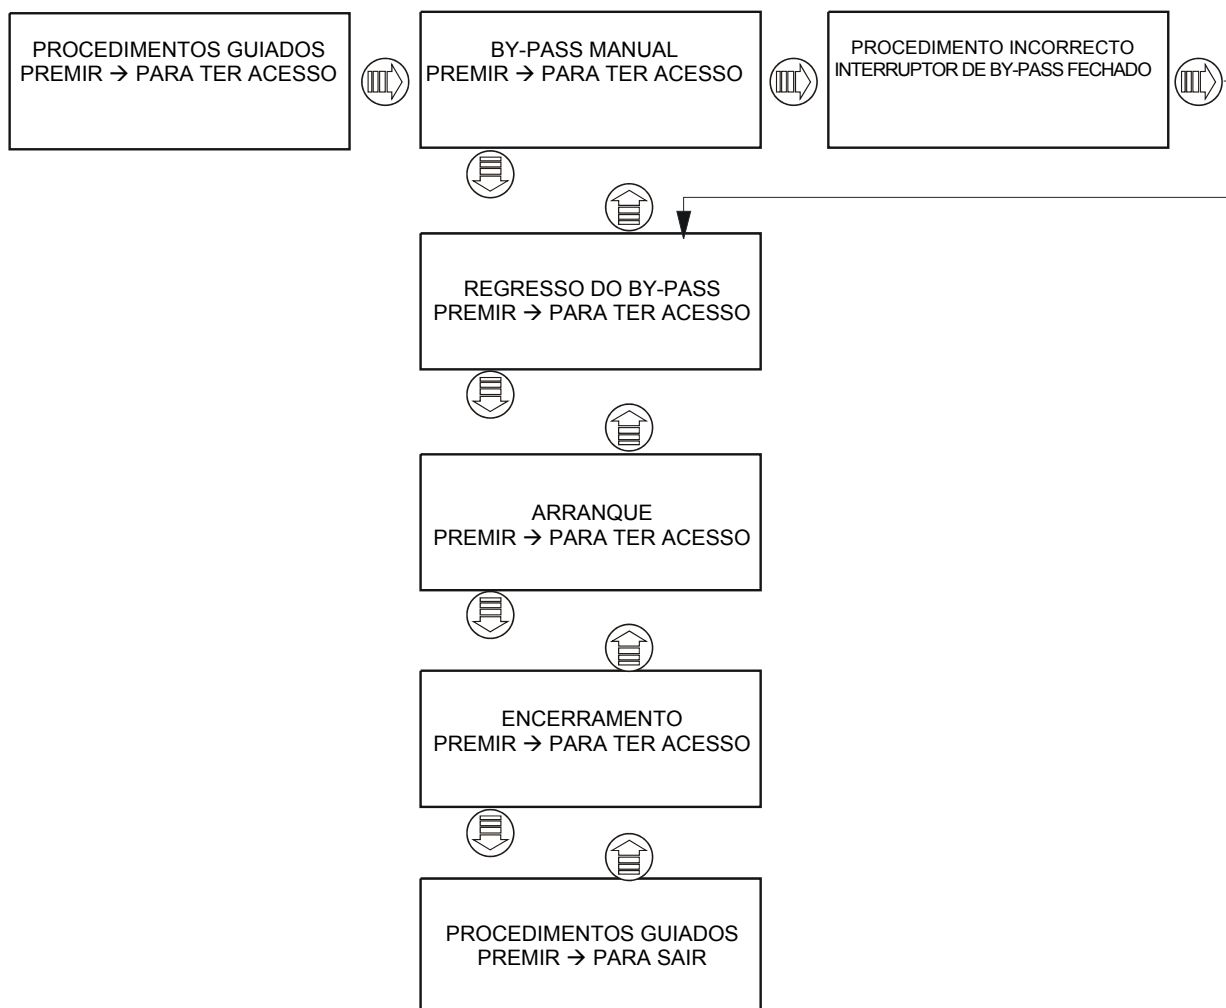 PROCEDIMENTOS GUIADOS
PREMIR → PARA TER ACESSO
BY-PASS MANUAL
PREMIR → PARA TER ACESSO
PROCEDIMENTO INCORRECTO
INTERRUPTOR DE BY-PASS FECHADO
REGRESSO DO BY-PASS
PREMIR → PARA TER ACESSO
ARRANQUE
PREMIR → PARA TER ACESSO
ENCERRAMENTO
PREMIR → PARA TER ACESSO
PROCEDIMENTOS GUIADOS
PREMIR → PARA SAIR